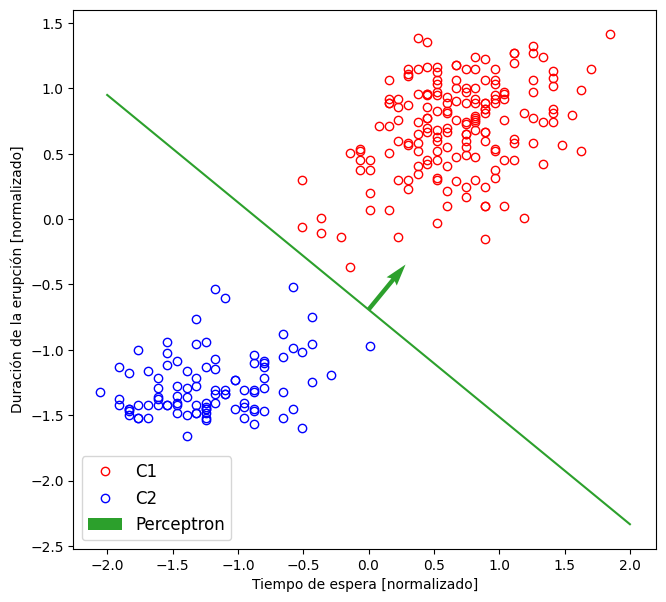 1.5
1.0
0.5
0.0
−0.5
−1.0
−1.5
−2.0
−2.5
Duración de la erupción [normalizado]
C1
C2
Perceptron
−2.0 −1.5 −1.0 −0.5 0.0 0.5 1.0 1.5 2.0
Tiempo de espera [normalizado]